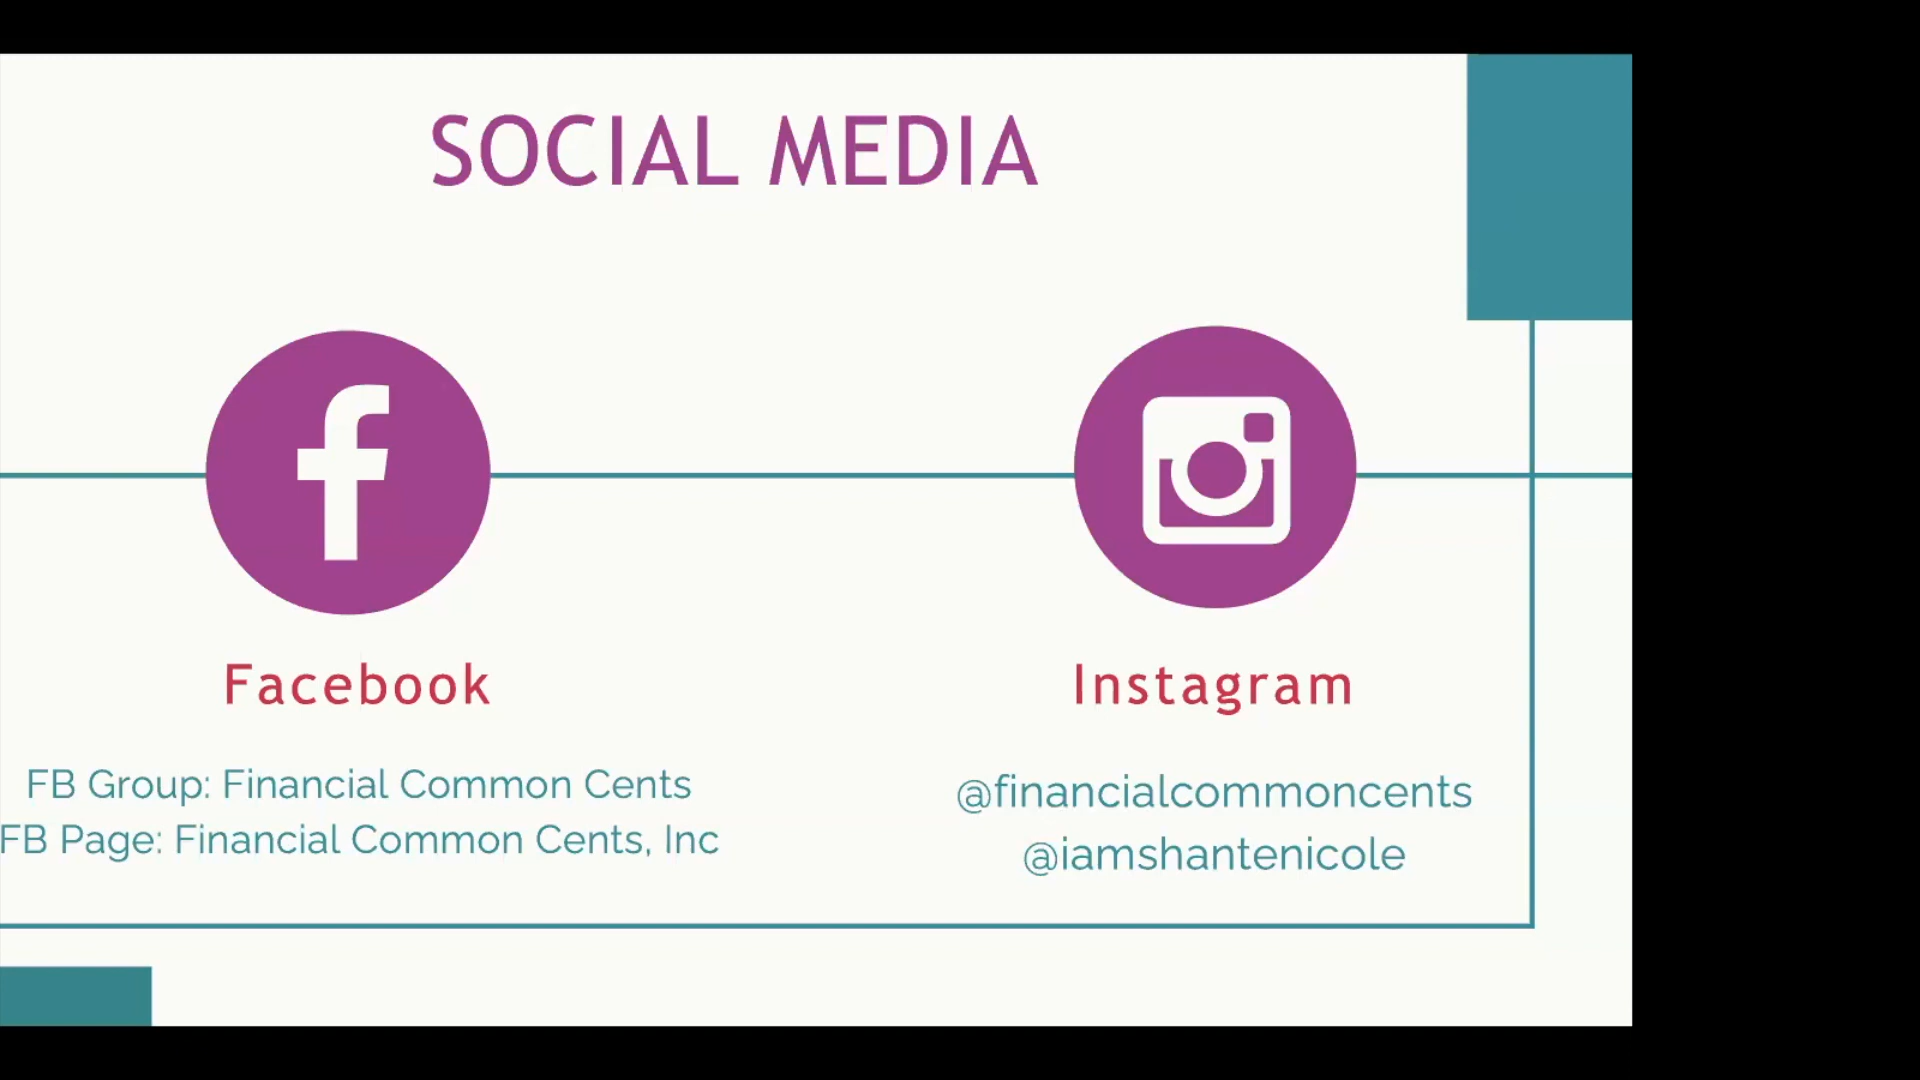 SOCIAL MEDIA
Facebook
FB Group: Financial Common Cents
FB Page: Financial Common Cents, Inc
Instagram
@financialcommoncents
@iamshantenicole